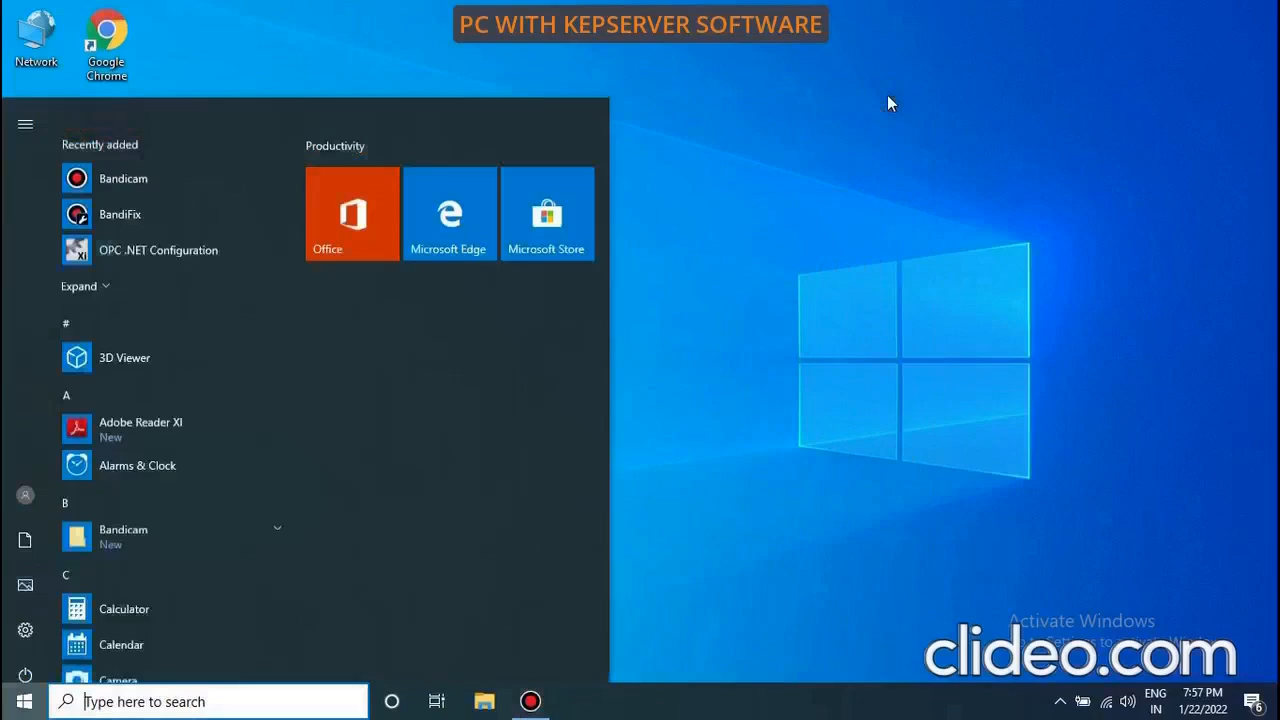 PC WITH KEPSERVER SOFTWARE
Network
Google
Chrome
Recently added
Bandicam
BandiFix
Xi
OPC .NET Configuration
Expand
#
3D Viewer
A
Adobe Reader XI
New
Alarms & Clock
B
Bandicam
New
C
Calculator
Calendar
Camera
Productivity
Office
Microsoft Edge
Microsoft Store
Activate Windows
clideo.com
Type here to search
ENG
IN
7:57 PM
1/22/2022
6